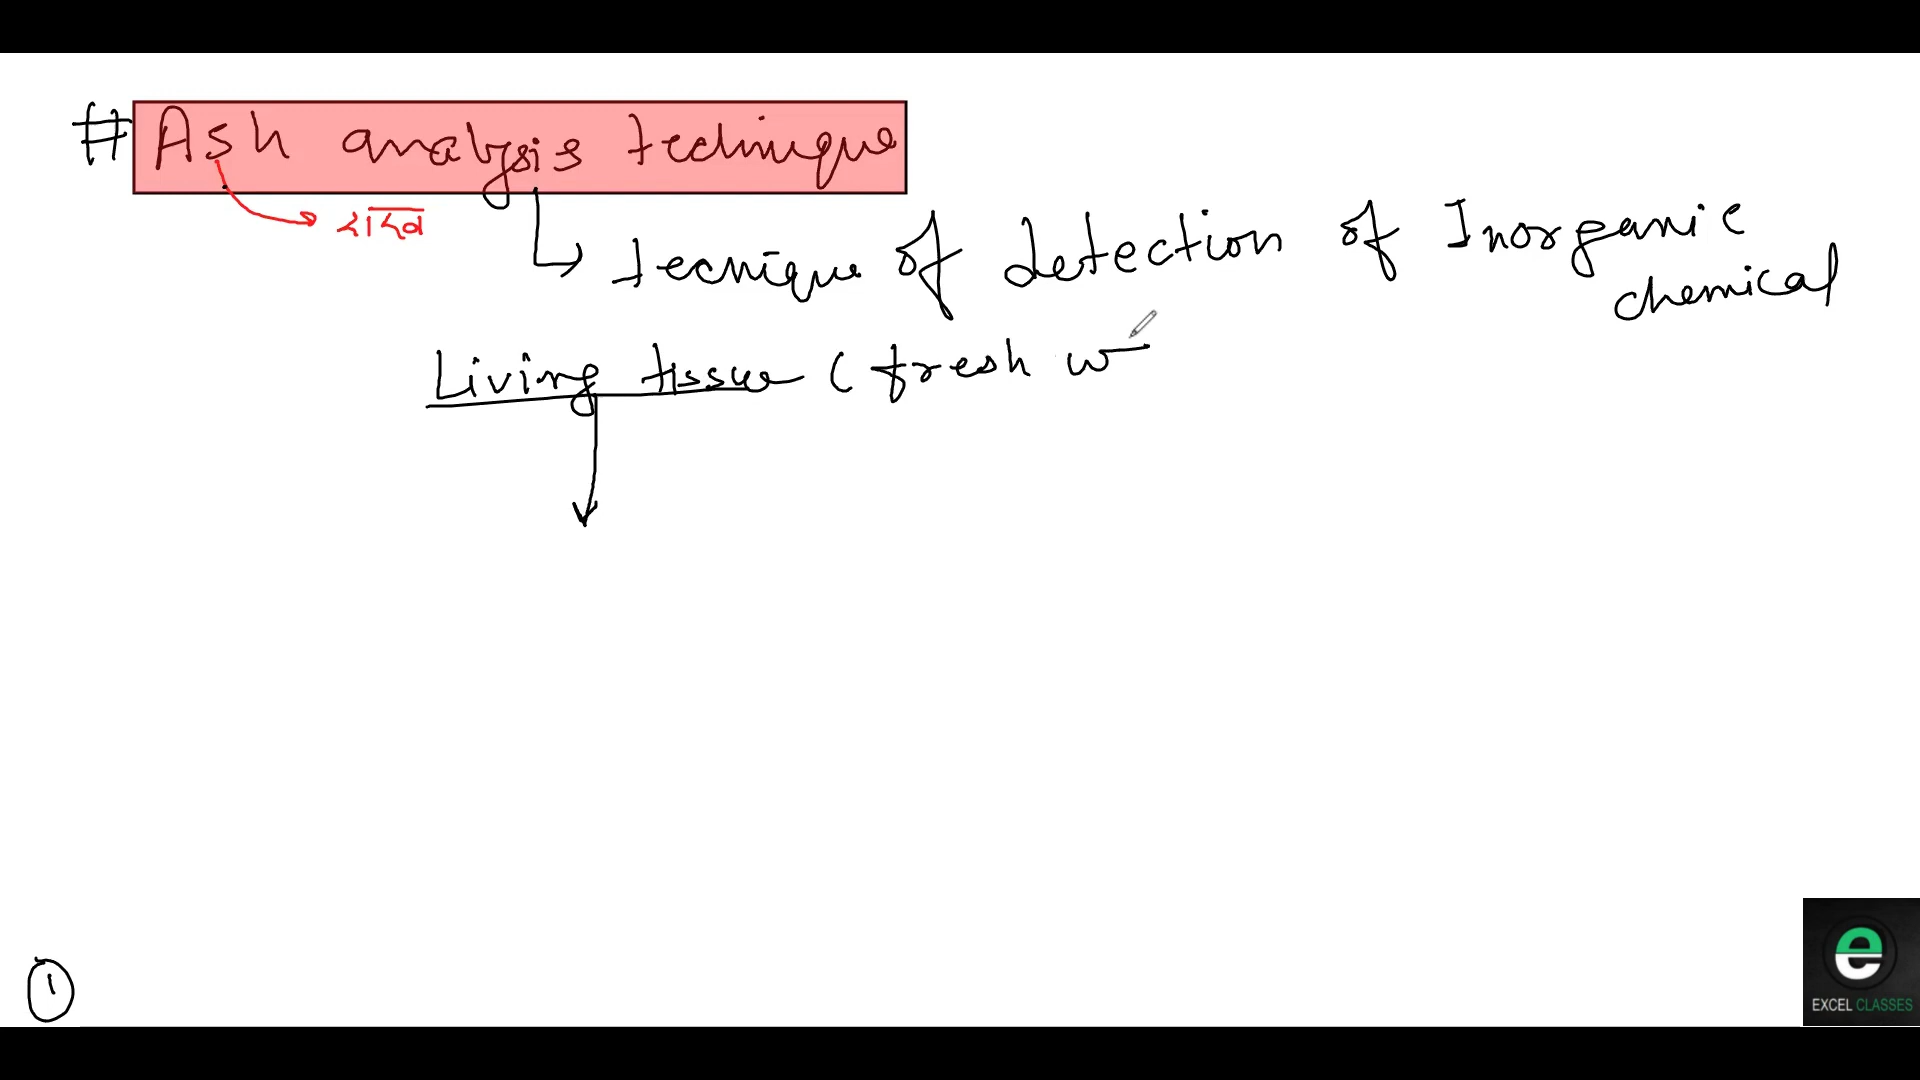 # Ash analysis technique
राख
tecnique of detection of Inorganic
chemical
Living tissue ( fresh w
1
e
EXCEL CLASSES